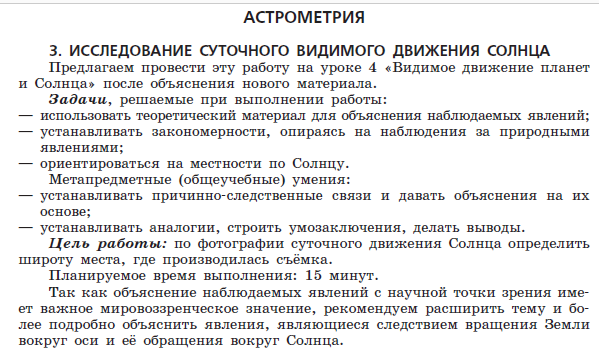 АСТРОМЕТРИЯ
3. ИССЛЕДОВАНИЕ СУТОЧНОГО ВИДИМОГО ДВИЖЕНИЯ СОЛНЦА
Предлагаем провести эту работу на уроке 4 «Видимое движение планет
и Солнца» после объяснения нового материала.
Задачи, решаемые при выполнении работы:
— использовать теоретический материал для объяснения наблюдаемых явлений;
— устанавливать закономерности, опираясь на наблюдения за природными
явлениями;
— ориентироваться на местности по Солнцу.
Метапредметные (общеучебные) умения:
— устанавливать причинно-следственные связи и давать объяснения на их
основе;
— устанавливать аналогии, строить умозаключения, делать выводы.
Цель работы: по фотографии суточного движения Солнца определить
широту места, где производилась съёмка.
Планируемое время выполнения: 15 минут.
Так как объяснение наблюдаемых явлений с научной точки зрения име-
ет важное мировоззренческое значение, рекомендуем расширить тему и бо-
лее подробно объяснить явления, являющиеся следствием вращения Земли
вокруг оси и её обращения вокруг Солнца.